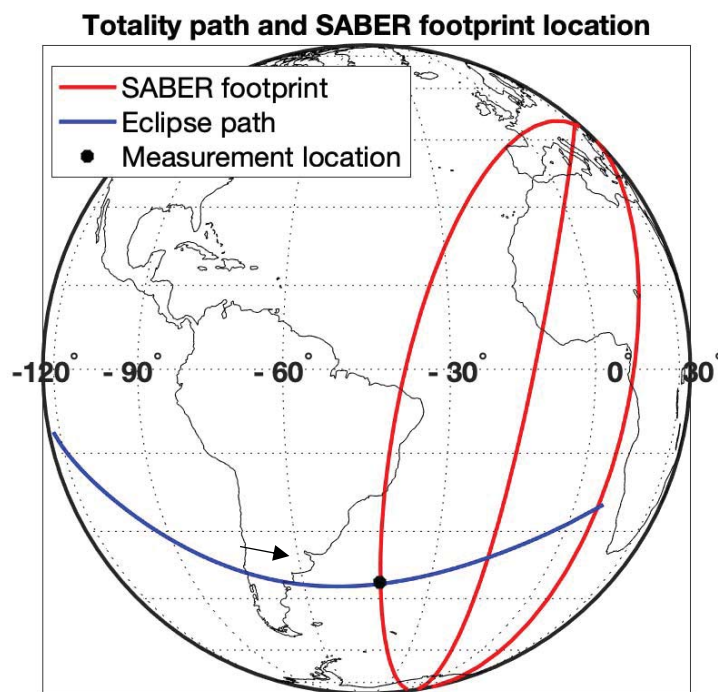 Totality path and SABER footprint location
SABER footprint
Eclipse path
Measurement location
-120° - 90° - 60° - 30° 0° 30°